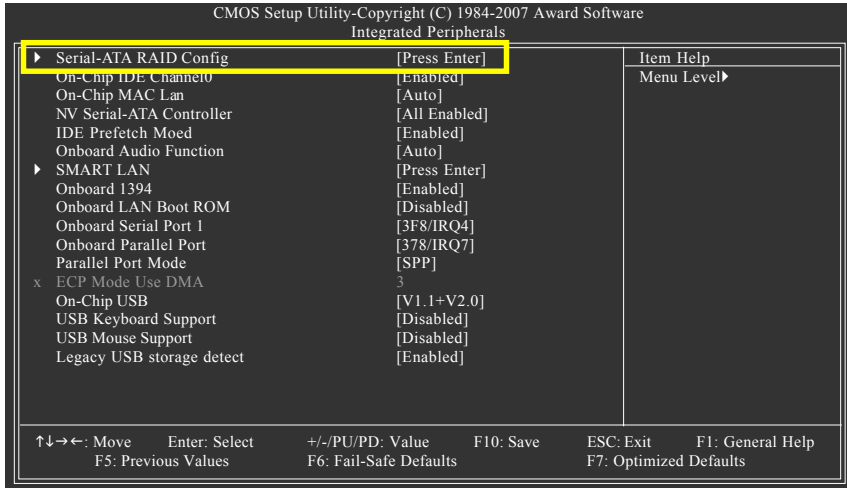 CMOS Setup Utility-Copyright (C) 1984-2007 Award Software
Integrated Peripherals
▶ Serial-ATA RAID Config [Press Enter] Item Help
On-Chip IDE Channel0 [Enabled] Menu Level▶
On-Chip MAC Lan [Auto]
NV Serial-ATA Controller [All Enabled]
IDE Prefetch Moed [Enabled]
Onboard Audio Function [Auto]
▶ SMART LAN [Press Enter]
Onboard 1394 [Enabled]
Onboard LAN Boot ROM [Disabled]
Onboard Serial Port 1 [3F8/IRQ4]
Onboard Parallel Port [378/IRQ7]
Parallel Port Mode [SPP]
x ECP Mode Use DMA 3
On-Chip USB [V1.1+V2.0]
USB Keyboard Support [Disabled]
USB Mouse Support [Disabled]
Legacy USB storage detect [Enabled]
↑↓→←: Move Enter: Select +/-/PU/PD: Value F10: Save ESC: Exit F1: General Help
F5: Previous Values F6: Fail-Safe Defaults F7: Optimized Defaults